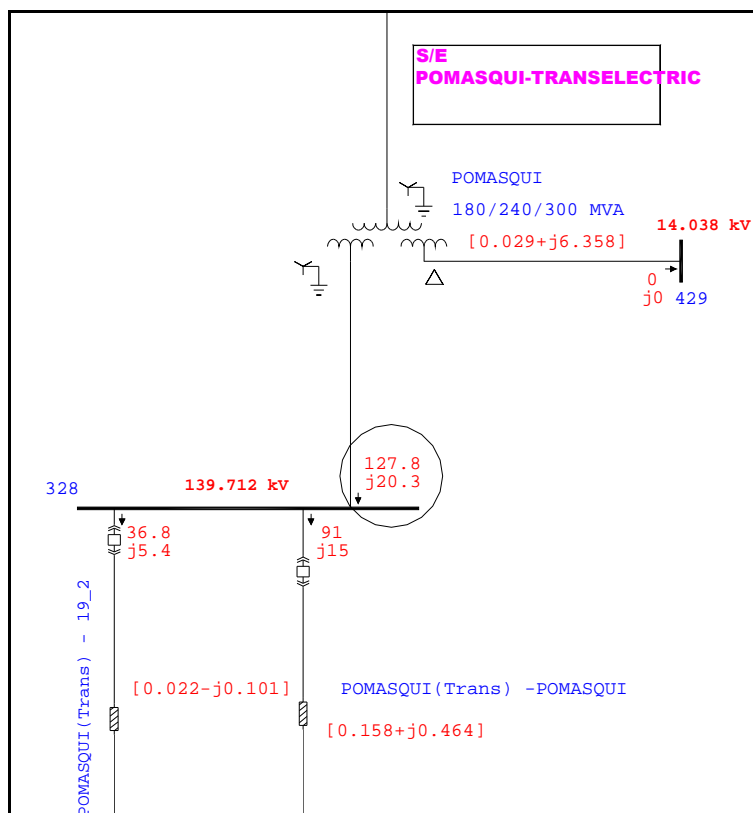 S/E
POMASQUI-TRANSELECTRIC
POMASQUI
180/240/300 MVA
14.038 kV
[0.029+j6.358]
0
j0 429
127.8
j20.3
328
139.712 kV
36.8
j5.4
91
j15
POMASQUI(Trans) - 19_2
[0.022-j0.101]
POMASQUI(Trans) -POMASQUI
[0.158+j0.464]